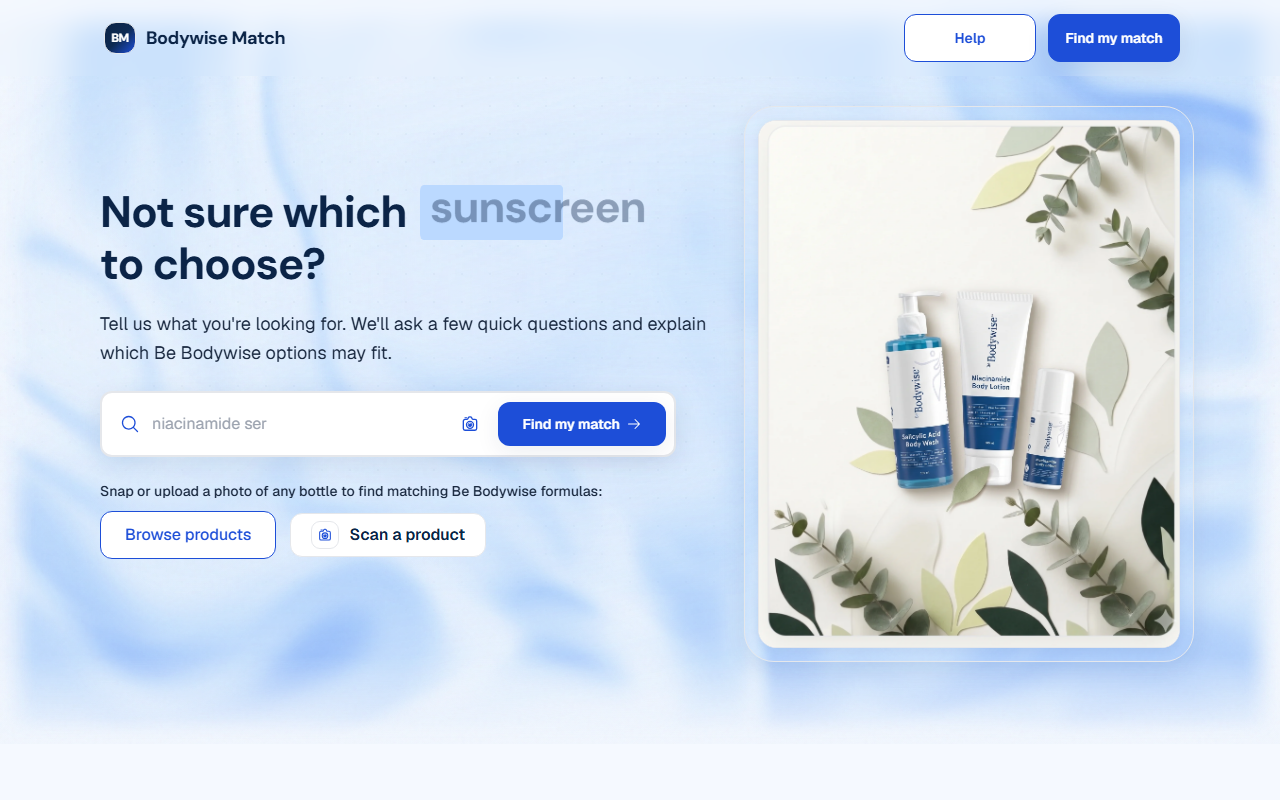 BM Bodywise Match
Help
Find my match
Not sure which sunscreen
to choose?
Tell us what you're looking for. We'll ask a few quick questions and explain
which Be Bodywise options may fit.
niacinamide ser
Find my match
Snap or upload a photo of any bottle to find matching Be Bodywise formulas:
Browse products
Scan a product
Bodywise
Salicylic Acid
Body Wash
Bodywise
Niacinamide
Body Lotion
Bodywise